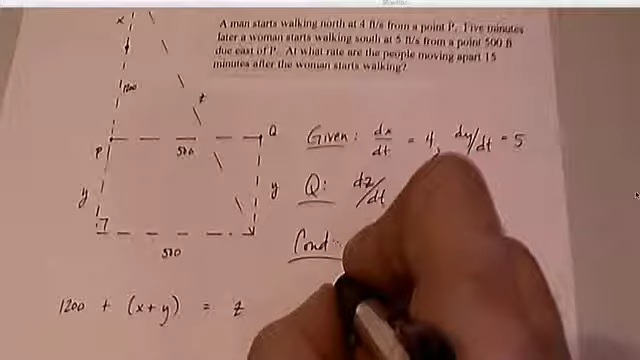 A man starts walking north at 4 ft/s from a point P. Five minutes
later a woman starts walking south at 5 ft/s from a point 500 ft
due east of P. At what rate are the people moving apart 15
minutes after the woman starts walking?
x
1200
z
P
500
Q
Given: dx/dt = 4, dy/dt = 5
y
y
Q: dz/dt
Cond:
500
1200 + (x+y) = z